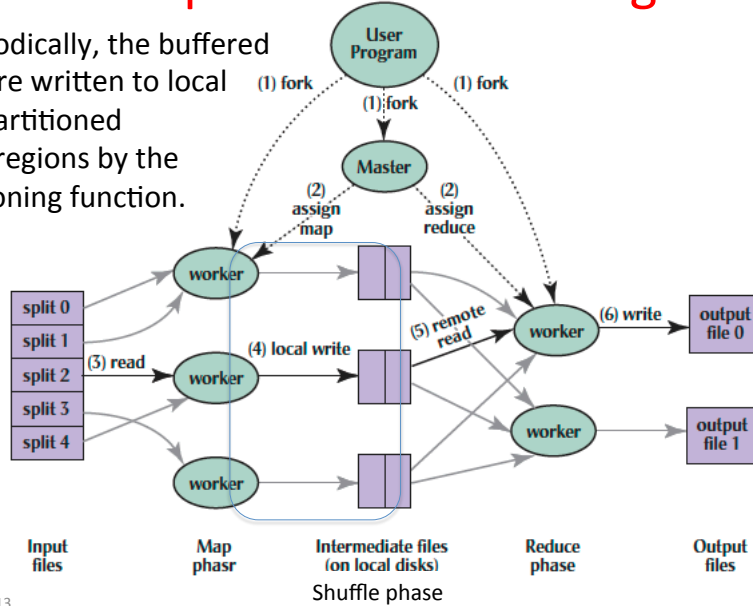 odically, the buffered
re written to local
artitioned
regions by the
oning function.
User
Program
(1) fork
(1) fork
(1) fork
Master
(2)
assign
map
(2)
assign
reduce
worker
split 0
split 1
split 2
split 3
split 4
(3) read
worker
(4) local write
(5) remote
read
worker
(6) write
output
file 0
worker
output
file 1
worker
Input
files
Map
phasr
Intermediate files
(on local disks)
Reduce
phase
Output
files
Shuffle phase
13